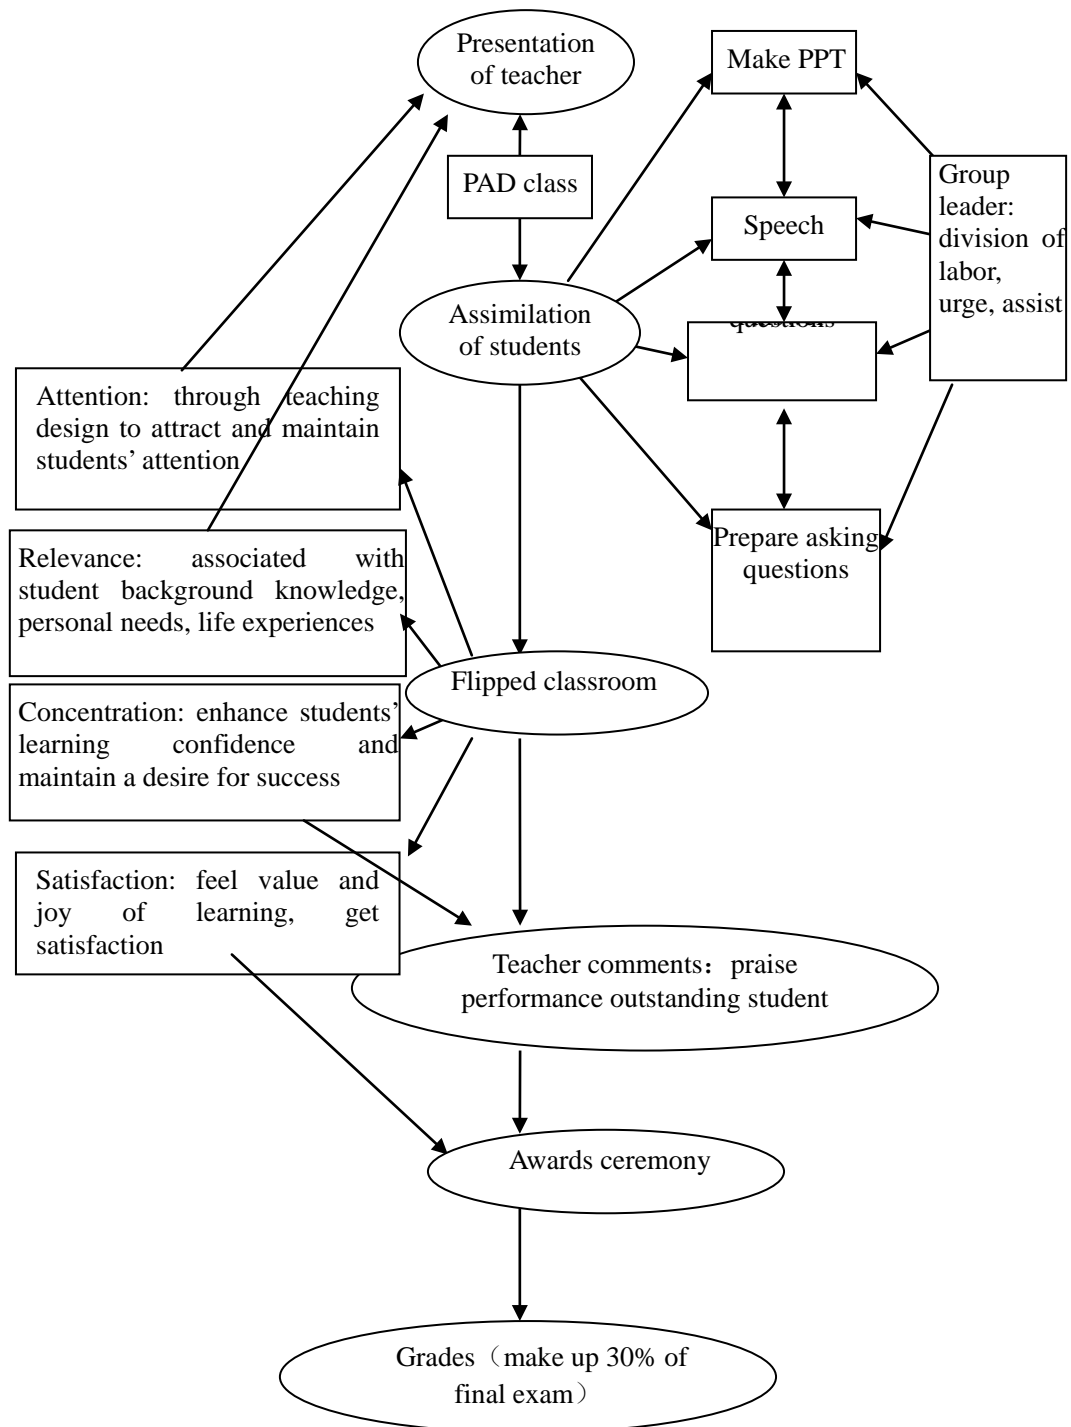 Presentation
of teacher
Make PPT
PAD class
Group
leader:
division of
labor,
urge, assist
Speech
Assimilation
of students
questions
Attention: through teaching
design to attract and maintain
students’ attention
Prepare asking
questions
Relevance: associated with
student background knowledge,
personal needs, life experiences
Flipped classroom
Concentration: enhance students’
learning confidence and
maintain a desire for success
Satisfaction: feel value and
joy of learning, get
satisfaction
Teacher comments：praise
performance outstanding student
Awards ceremony
Grades（make up 30% of
final exam）